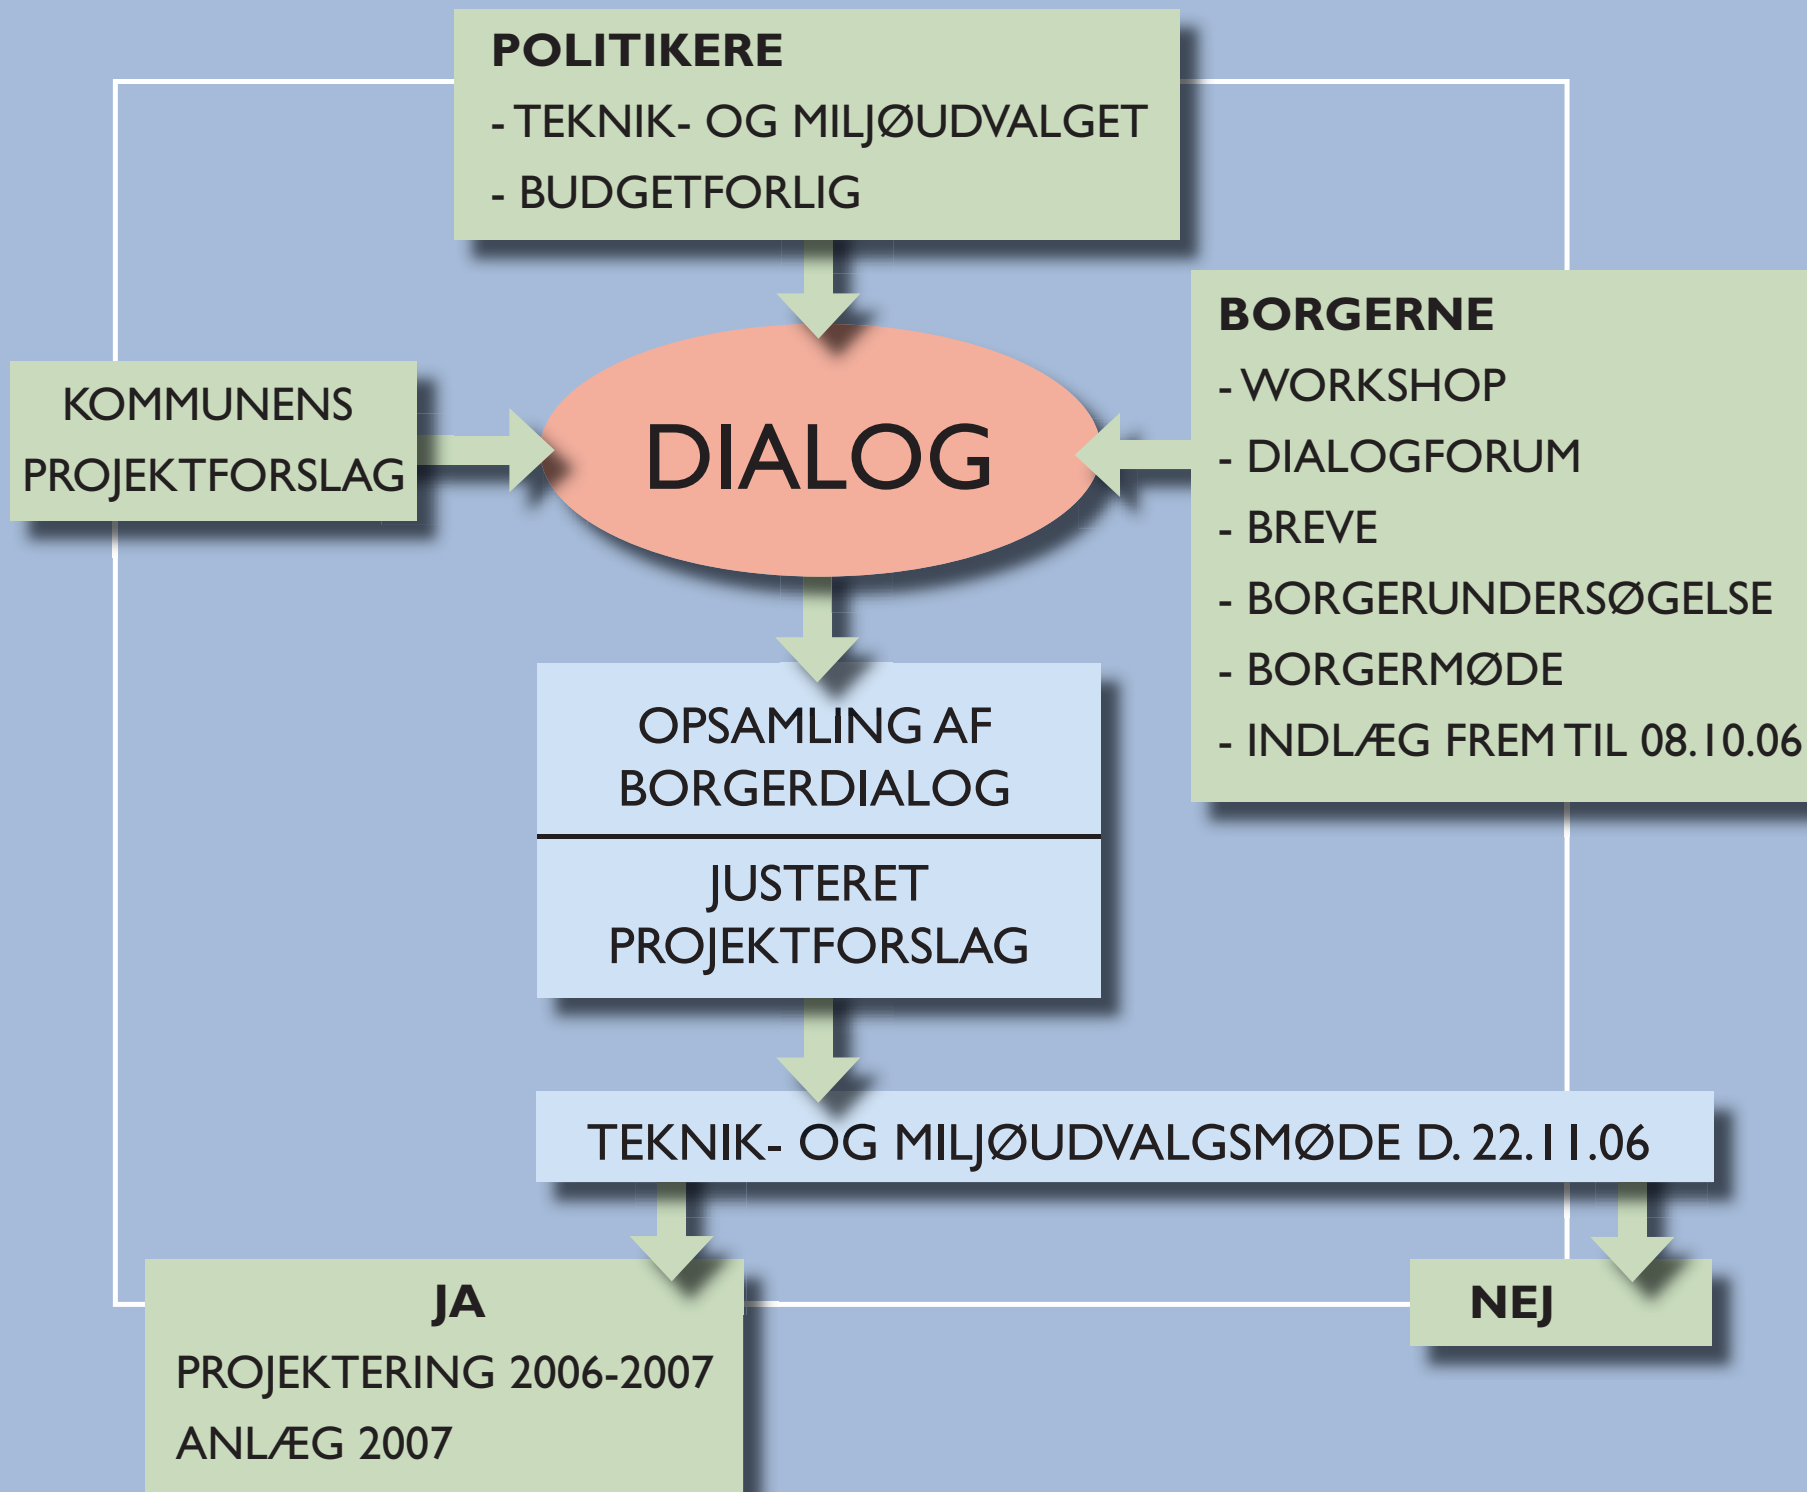 POLITIKERE
- TEKNIK- OG MILJØUDVALGET
- BUDGETFORLIG
KOMMUNENS
PROJEKTFORSLAG
DIALOG
BORGERNE
- WORKSHOP
- DIALOGFORUM
- BREVE
- BORGERUNDERSØGELSE
- BORGERMØDE
- INDLÆG FREM TIL 08.10.06
OPSAMLING AF
BORGERDIALOG
JUSTERET
PROJEKTFORSLAG
TEKNIK- OG MILJØUDVALGSMØDE D. 22.11.06
JA
PROJEKTERING 2006-2007
ANLÆG 2007
NEJ